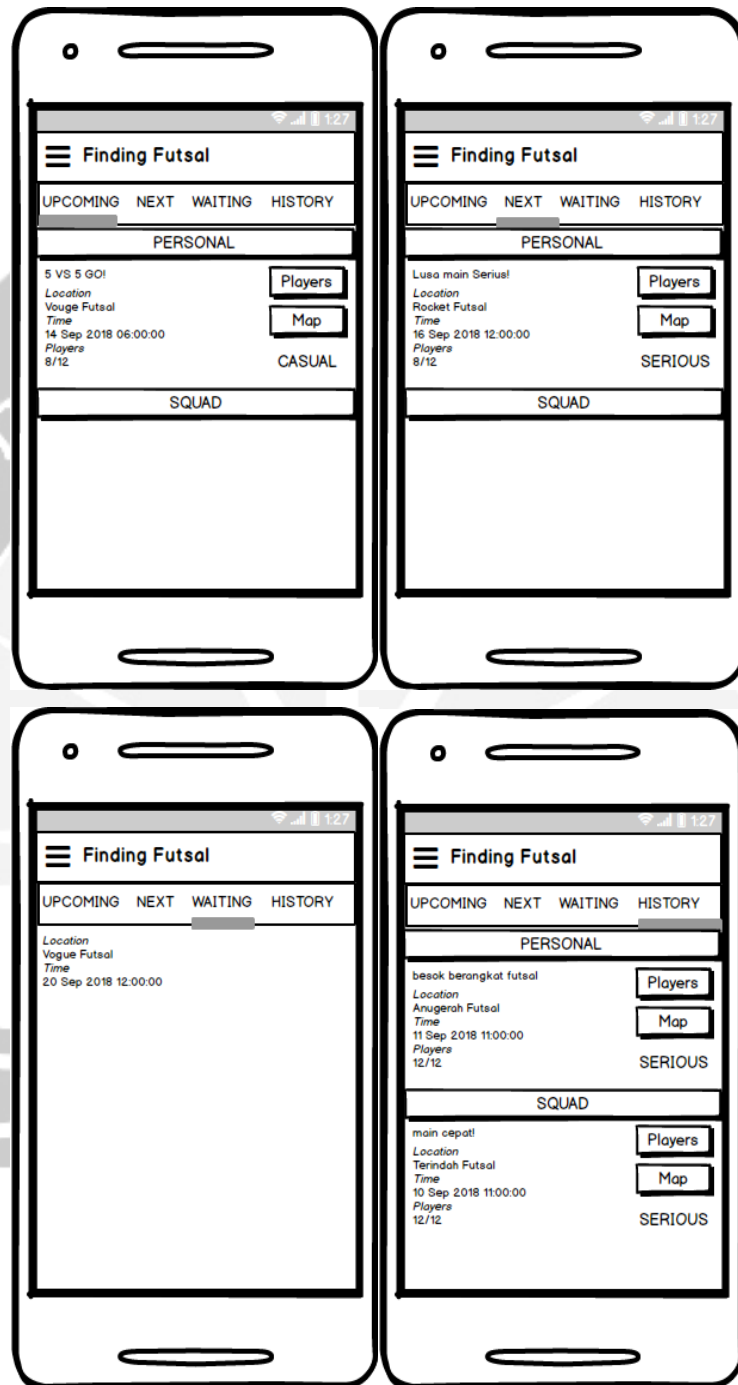 1:27
Finding Futsal
UPCOMING NEXT WAITING HISTORY
PERSONAL
5 VS 5 GO!
Location
Vouge Futsal
Time
14 Sep 2018 06:00:00
Players
8/12
Players
Map
CASUAL
SQUAD
1:27
Finding Futsal
UPCOMING NEXT WAITING HISTORY
PERSONAL
Lusa main Serius!
Location
Rocket Futsal
Time
16 Sep 2018 12:00:00
Players
8/12
Players
Map
SERIOUS
SQUAD
1:27
Finding Futsal
UPCOMING NEXT WAITING HISTORY
Location
Vogue Futsal
Time
20 Sep 2018 12:00:00
1:27
Finding Futsal
UPCOMING NEXT WAITING HISTORY
PERSONAL
besok berangkat futsal
Location
Anugerah Futsal
Time
11 Sep 2018 11:00:00
Players
12/12
Players
Map
SERIOUS
SQUAD
main cepat!
Location
Terindah Futsal
Time
10 Sep 2018 11:00:00
Players
12/12
Players
Map
SERIOUS